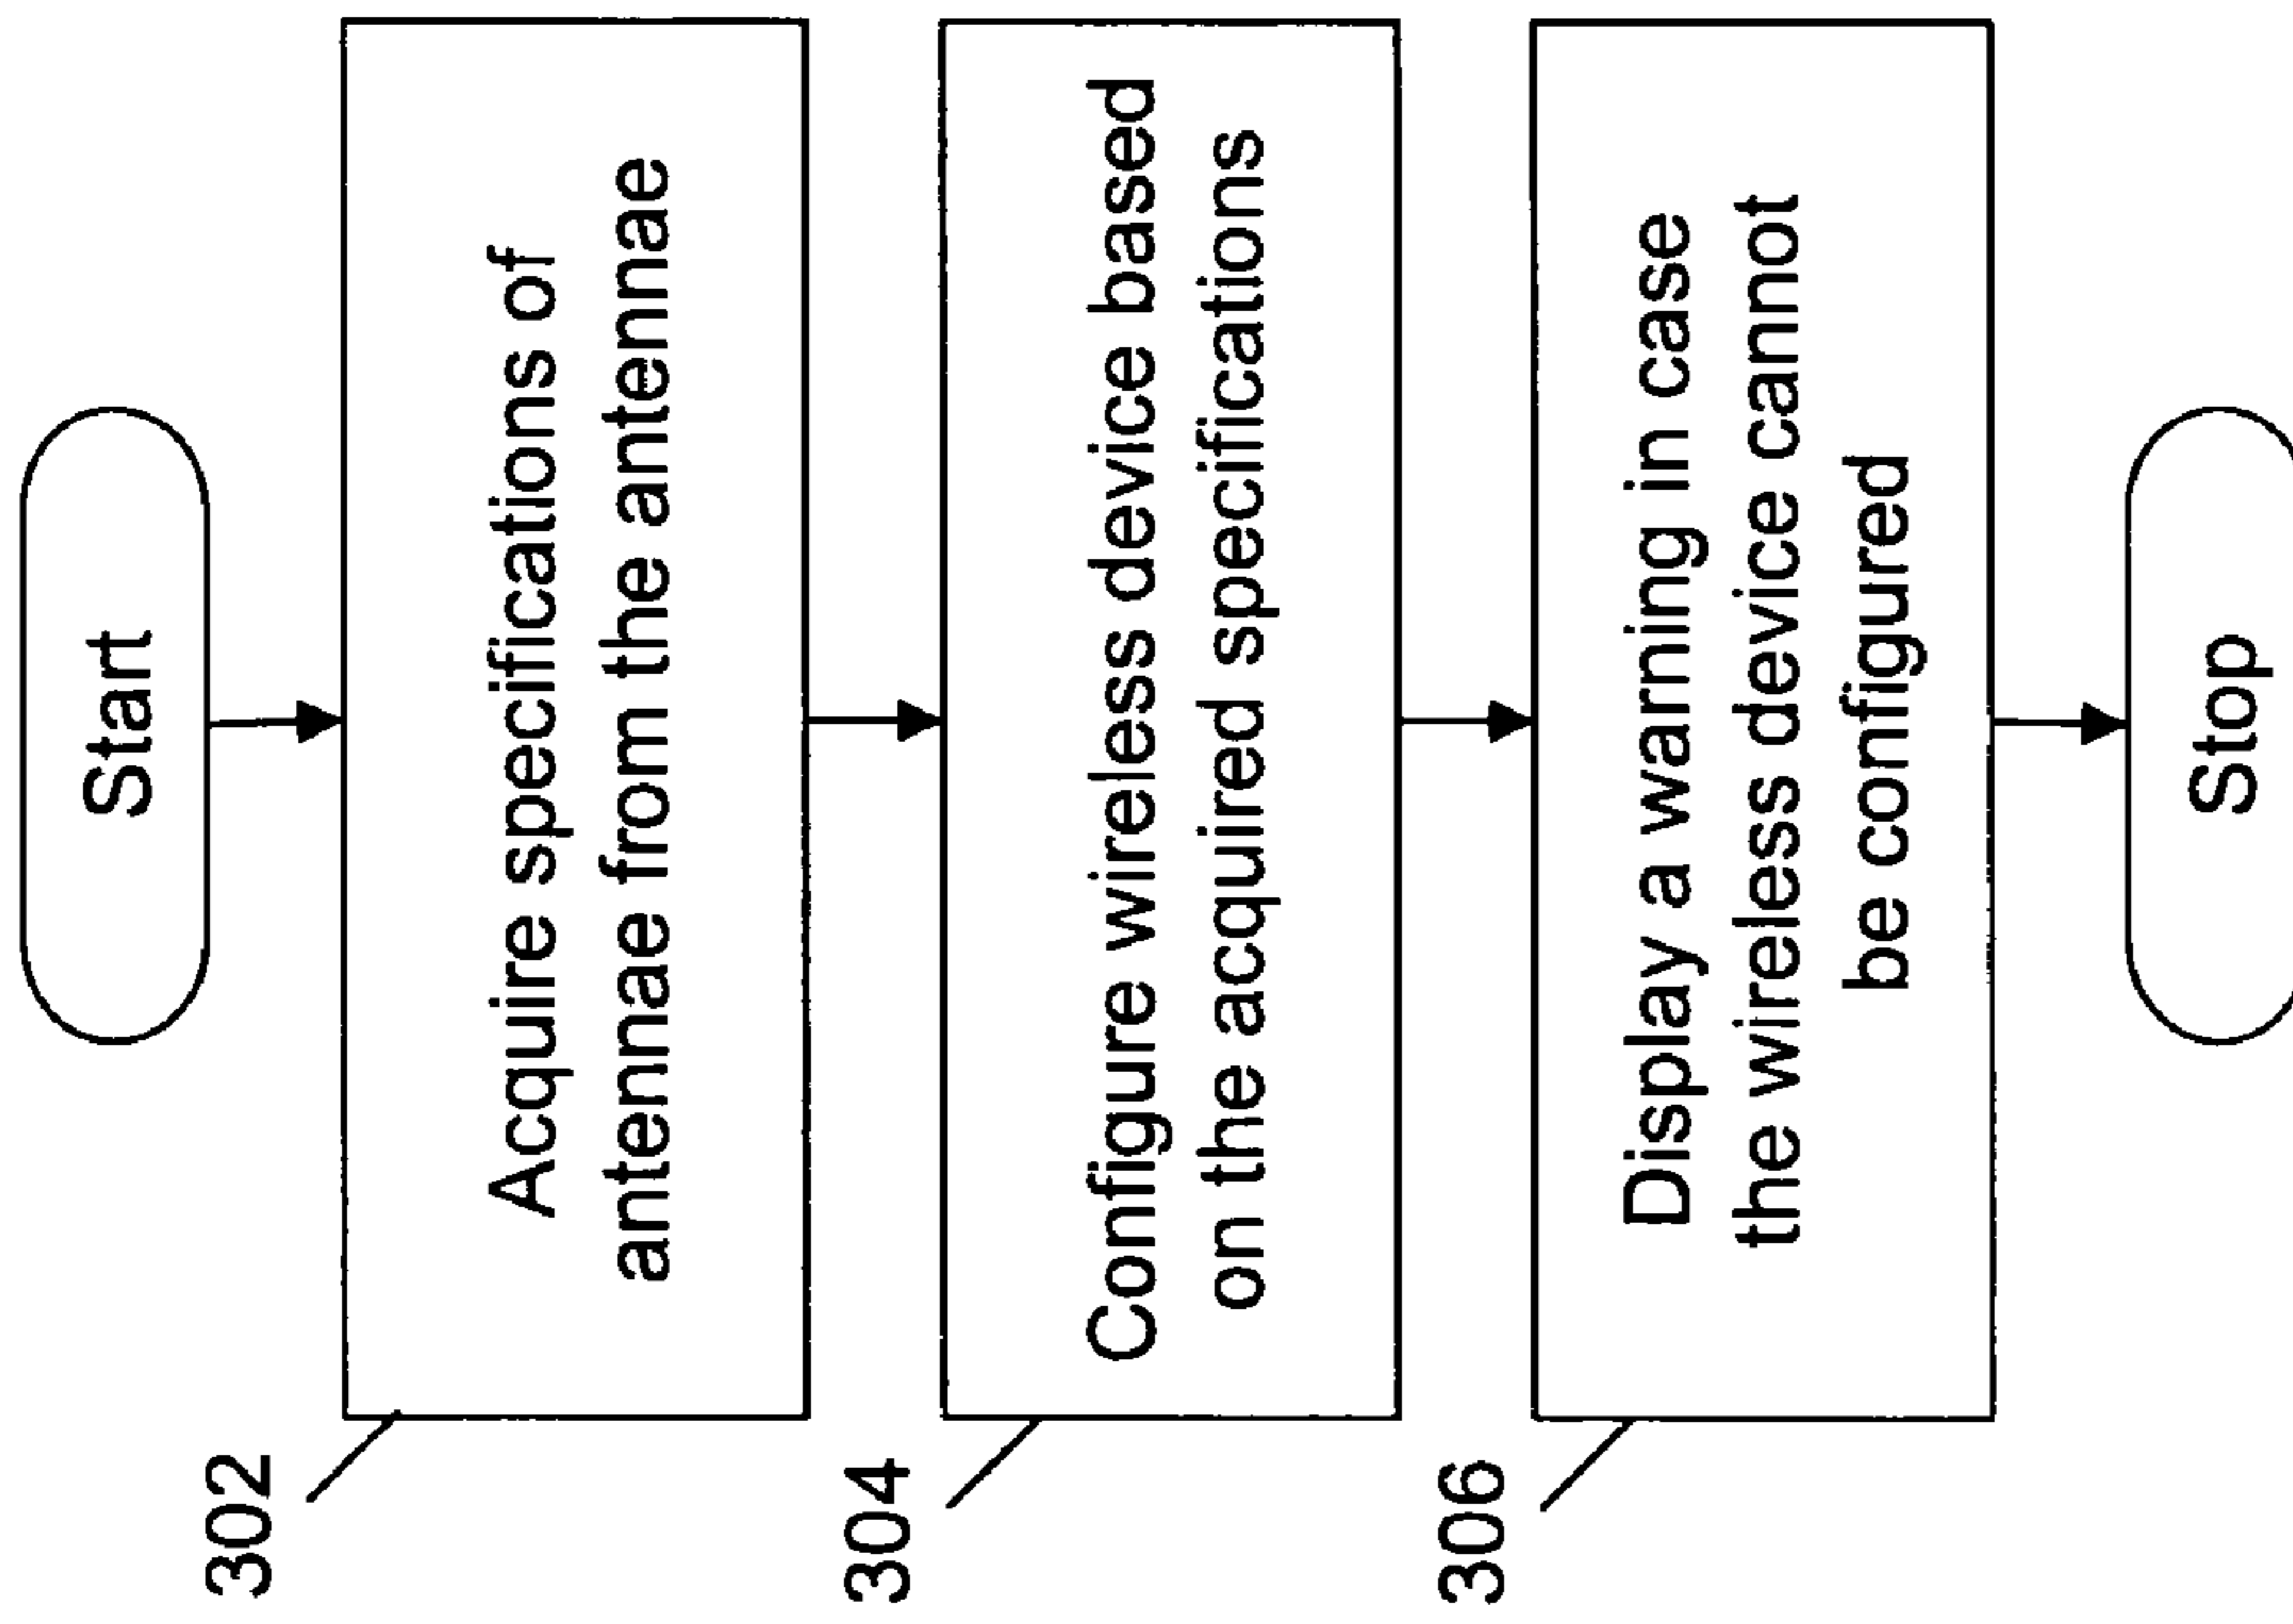 Start
302
Acquire specifications of
antennae from the antennae
304
Configure wireless device based
on the acquired specifications
306
Display a warning in case
the wireless device cannot
be configured
Stop